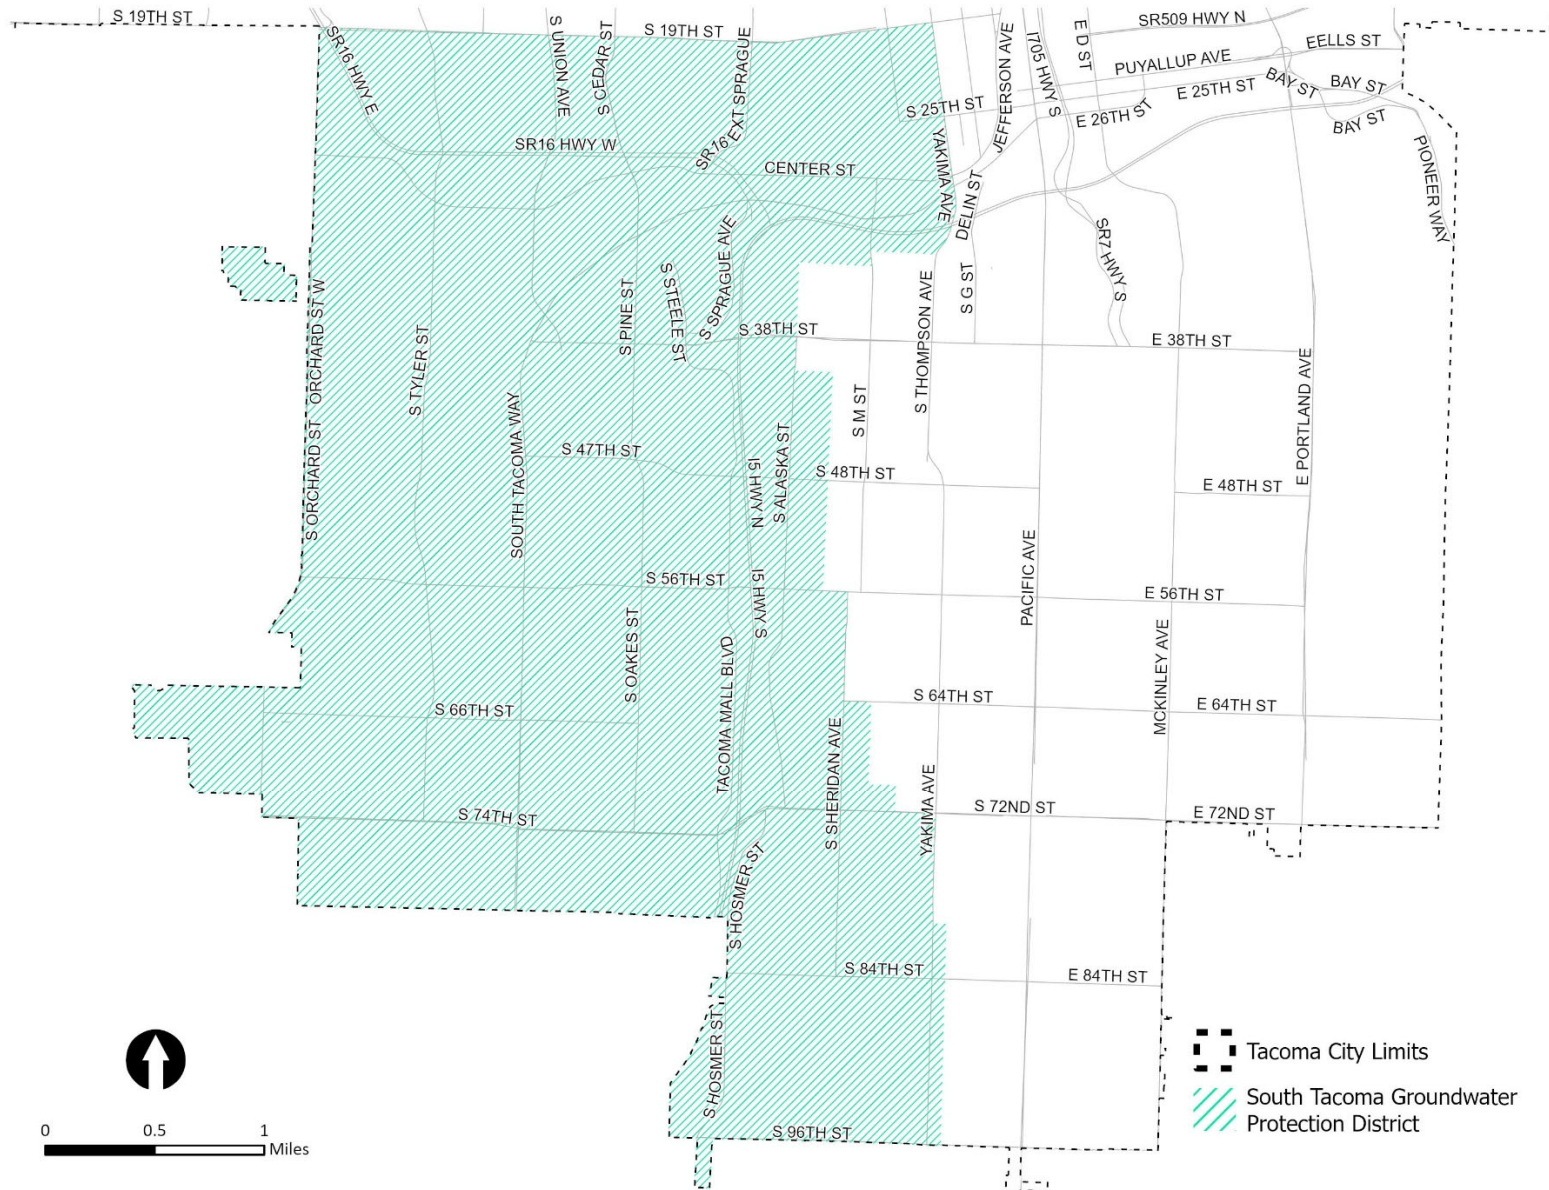 S 19TH ST
SR16 HWY E
S UNION AVE
S CEDAR ST
S 19TH ST
EXT SPRAGUE
SR16
SR16 HWY W
CENTER ST
S 25TH ST
YAKIMA AVE
JEFFERSON AVE
I705 HWY S
E D ST
SR509 HWY N
PUYALLUP AVE
EELLS ST
E 25TH ST
E 26TH ST
BAY ST
BAY ST
BAY ST
PIONEER WAY
DELIN ST
S G ST
SR7 HWY S
ORCHARD ST W
S ORCHARD ST
S TYLER ST
SOUTH TACOMA WAY
S PINE ST
S STEELE ST
S SPRAGUE AVE
S 38TH ST
E 38TH ST
S THOMPSON AVE
S M ST
E PORTLAND AVE
S 47TH ST
S 48TH ST
E 48TH ST
I5 HWY N
S ALASKA ST
S 56TH ST
E 56TH ST
I5 HWY S
PACIFIC AVE
S OAKES ST
TACOMA MALL BLVD
MCKINLEY AVE
S 64TH ST
E 64TH ST
S 66TH ST
S SHERIDAN AVE
YAKIMA AVE
S 72ND ST
E 72ND ST
S 74TH ST
S HOSMER ST
S 84TH ST
E 84TH ST
S HOSMER ST
S 96TH ST
Tacoma City Limits
South Tacoma Groundwater
Protection District
0 0.5 1
Miles